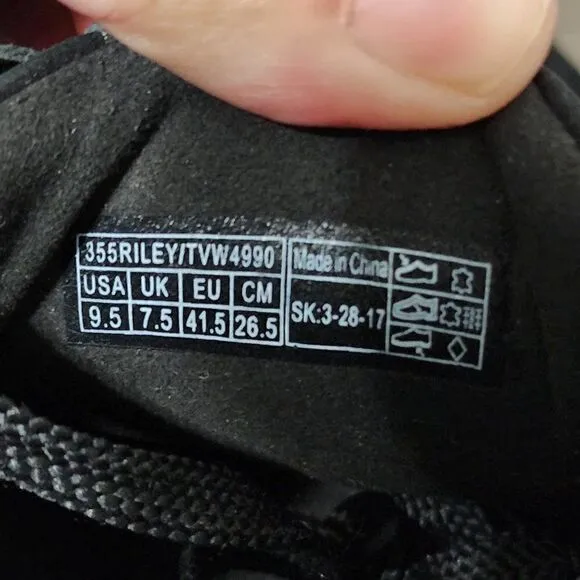 355RILEY/TVW4990
USA UK EU CM
9.5 7.5 41.5 26.5
Made in China
SK:3-28-17